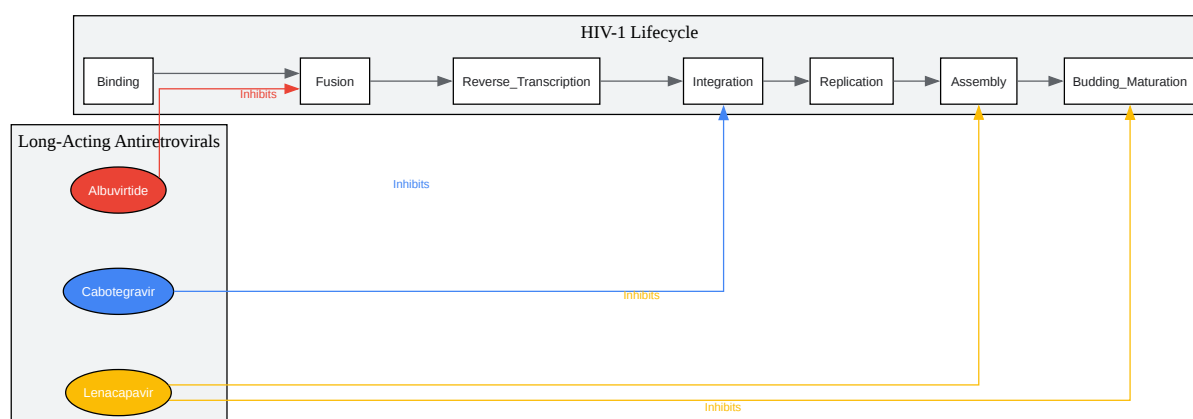 HIV-1 Lifecycle
Binding
Fusion
Reverse_Transcription
Integration
Replication
Assembly
Budding_Maturation
Inhibits
Long-Acting Antiretrovirals
Albuvirtide
Inhibits
Cabotegravir
Inhibits
Lenacapavir
Inhibits